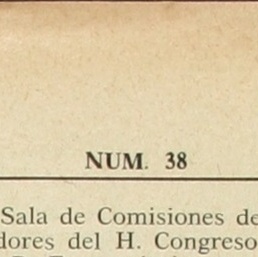 NUM. 38
Sala de Comisiones de
dores del H. Congreso